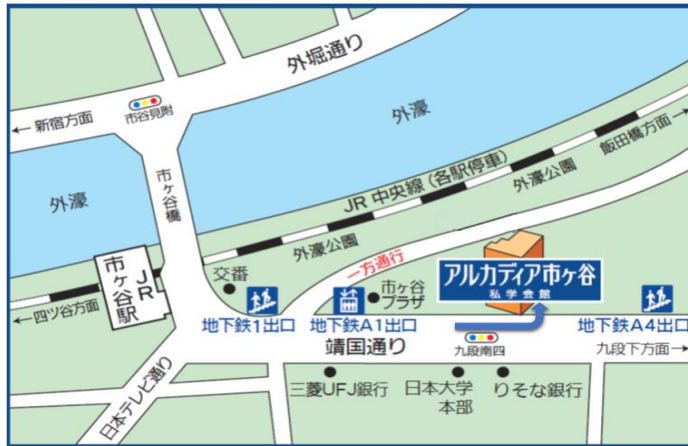 外堀通り
←新宿方面
市谷見附
外濠
飯田橋方面→
外濠
市ヶ谷橋
JR 中央線(各駅停車)
外濠公園
外濠公園
一方通行
JR
市ヶ谷駅
交番
市ヶ谷
プラザ
アルカディア市ヶ谷
私学会館
←四ツ谷方面
地下鉄1出口
地下鉄A1出口
地下鉄A4出口
靖国通り
九段南四
九段下方面→
日本テレビ通り
三菱UFJ銀行
日本大学
本部
りそな銀行